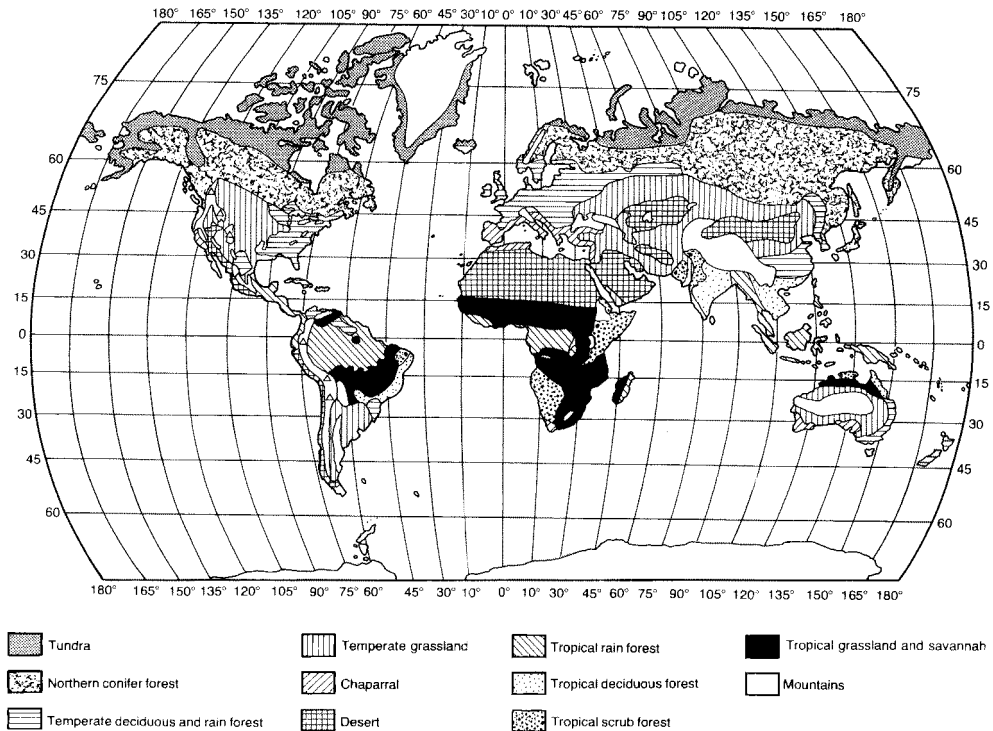 180° 165° 150° 135° 120° 105° 90° 75° 60° 45° 30° 10° 0° 10° 30° 45° 60° 75° 90° 105° 120° 135° 150° 180°
75 75
60 60
45 45
30 30
15 15
0 0
15 15
30 30
45 45
60 60
180° 165° 150° 135° 120° 105° 90° 75° 60° 45° 30° 15° 10 0° 10° 15° 30° 45° 60° 75° 90° 105° 120° 135° 150° 165° 180°
Tundra
Northern conifer forest
Temperate deciduous and rain forest
Temperate grassland
Chaparral
Desert
Tropical rain forest
Tropical deciduous forest
Tropical scrub forest
Tropical grassland and savannah
Mountains